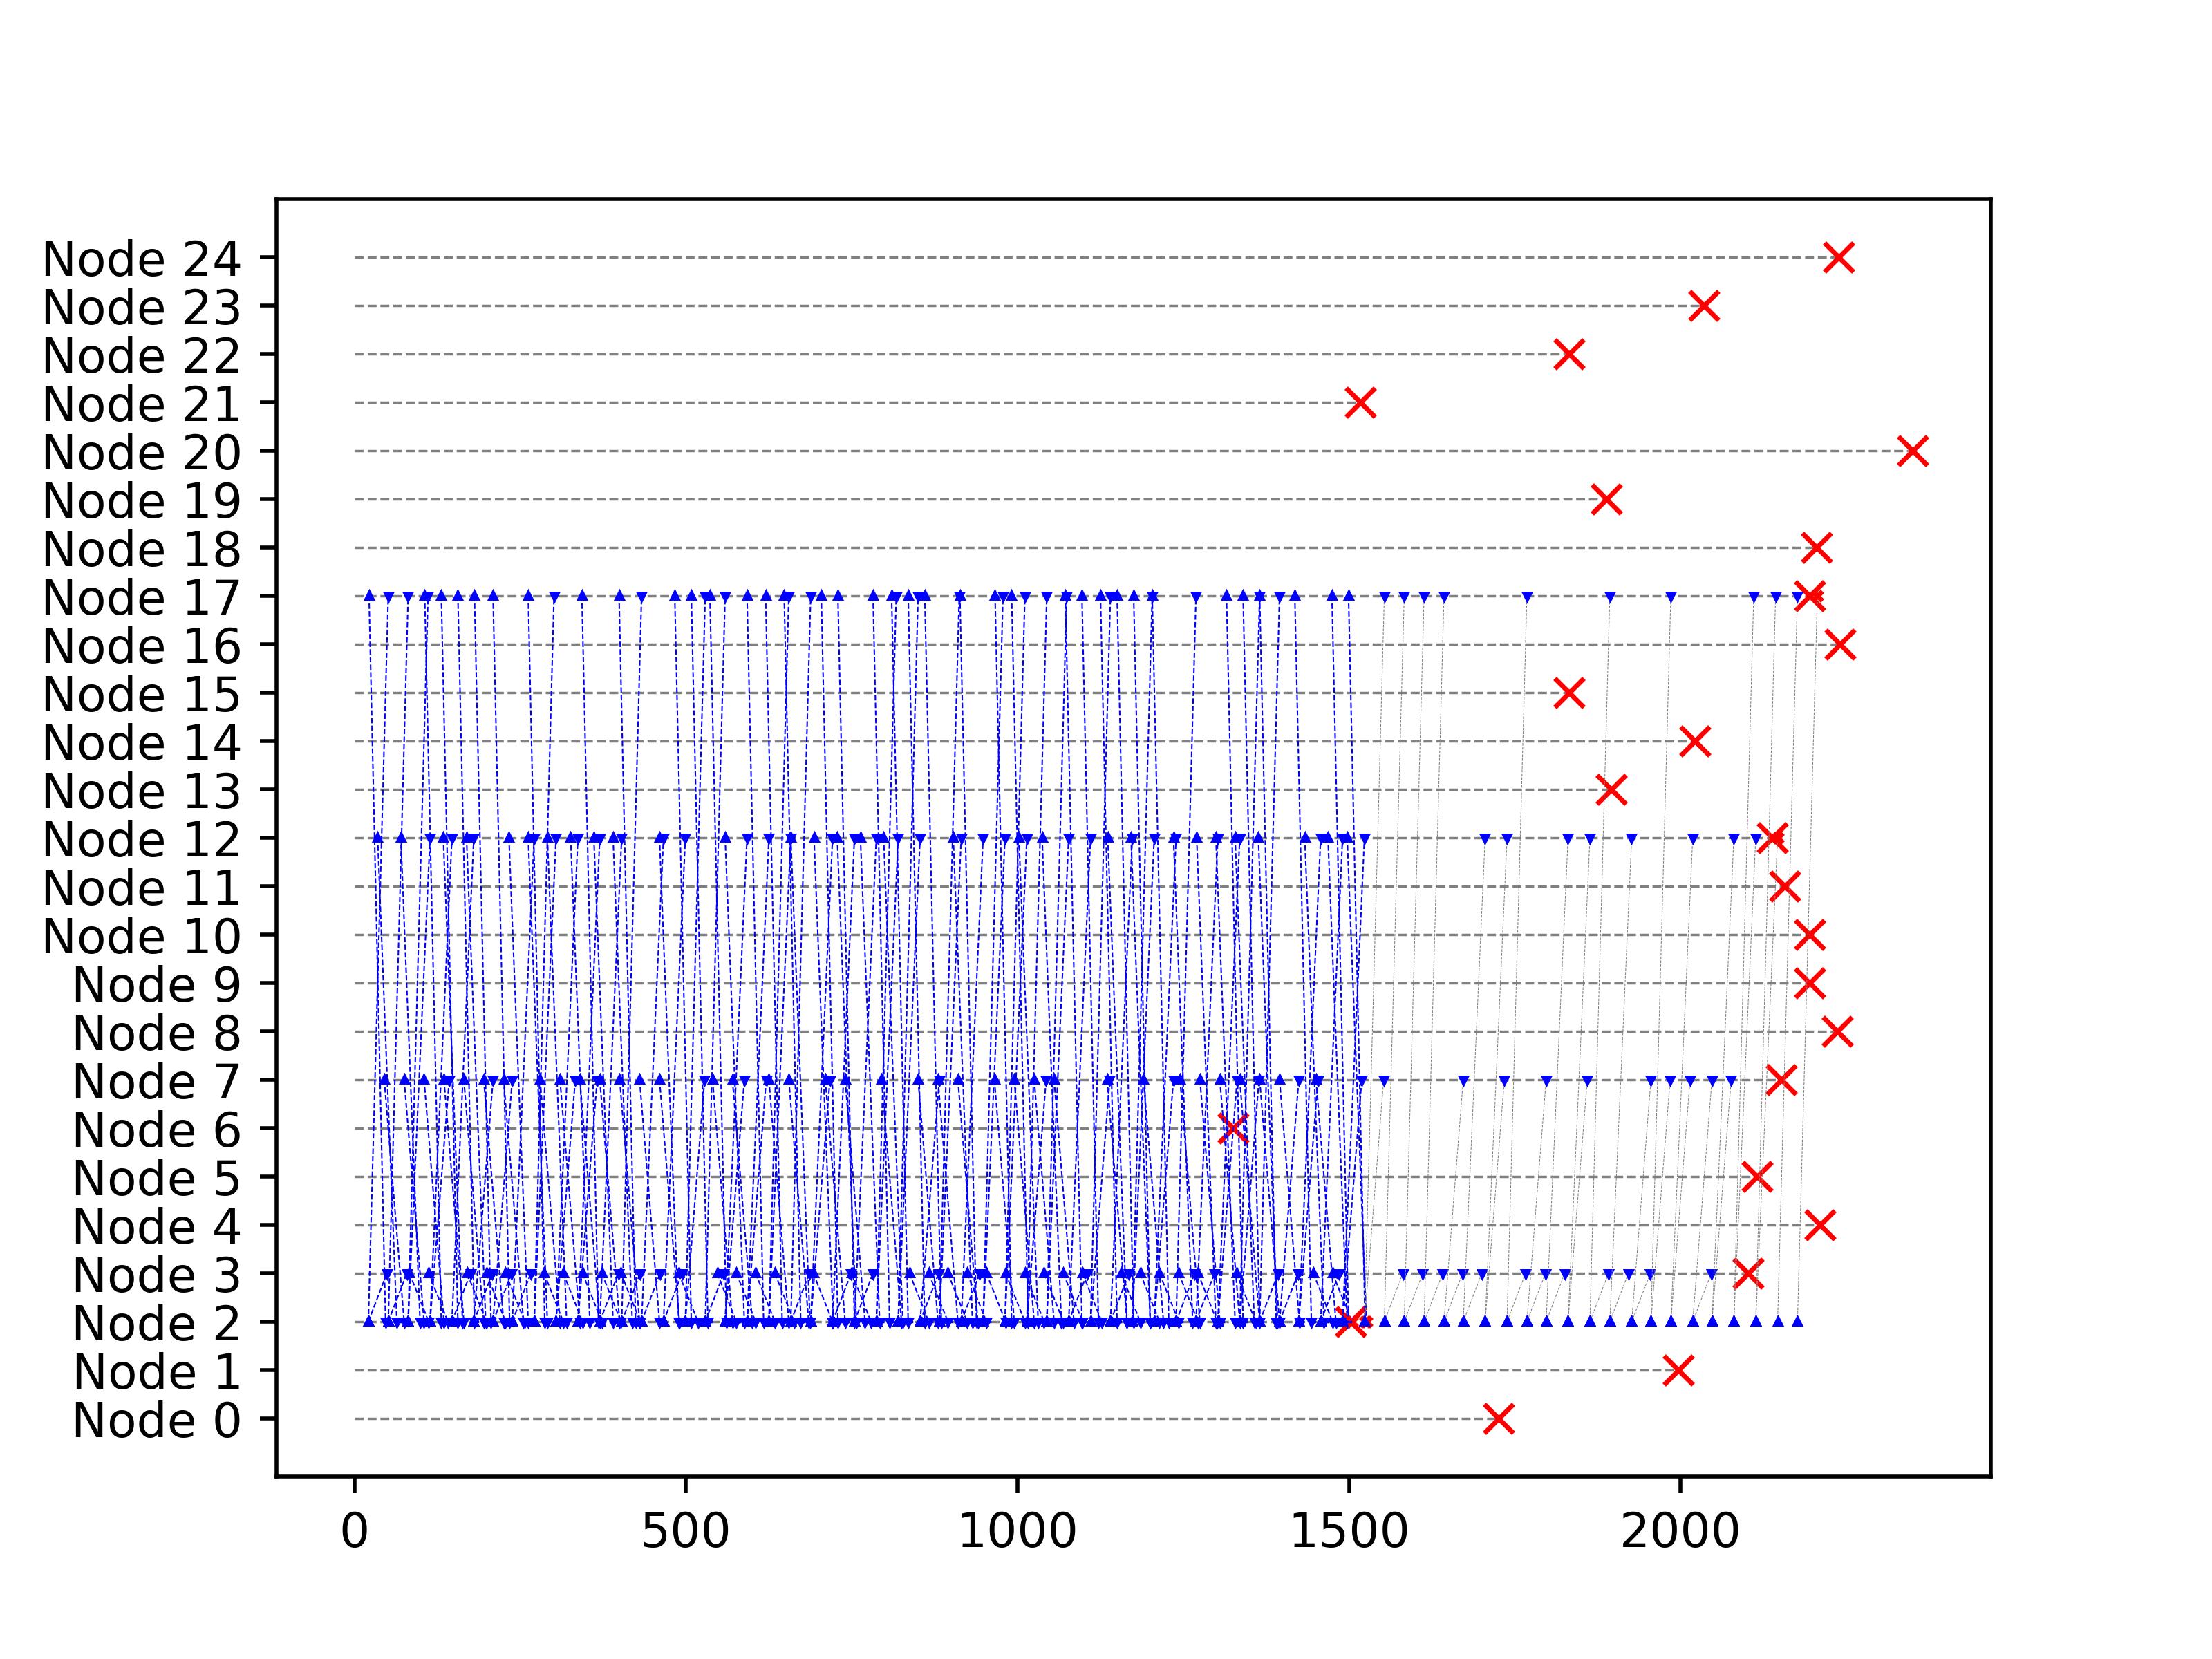 Node 24
Node 23
Node 22
Node 21
Node 20
Node 19
Node 18
Node 17
Node 16
Node 15
Node 14
Node 13
Node 12
Node 11
Node 10
Node 9
Node 8
Node 7
Node 6
Node 5
Node 4
Node 3
Node 2
Node 1
Node 0
0 500 1000 1500 2000